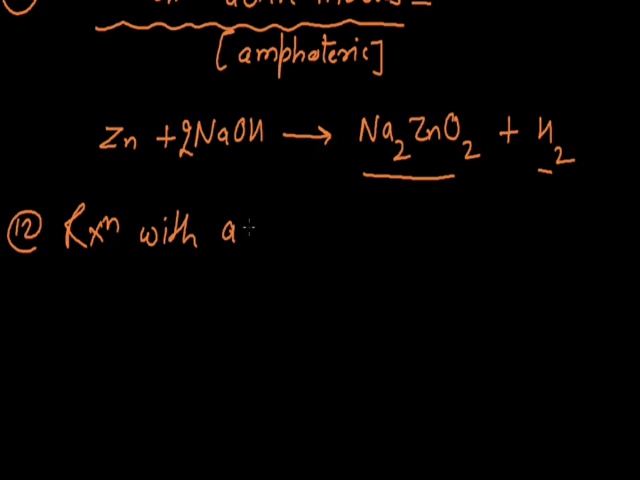 [amphoteric]
Zn + 2NaOH → Na₂ZnO₂ + H₂
⑫ Rxⁿ with a